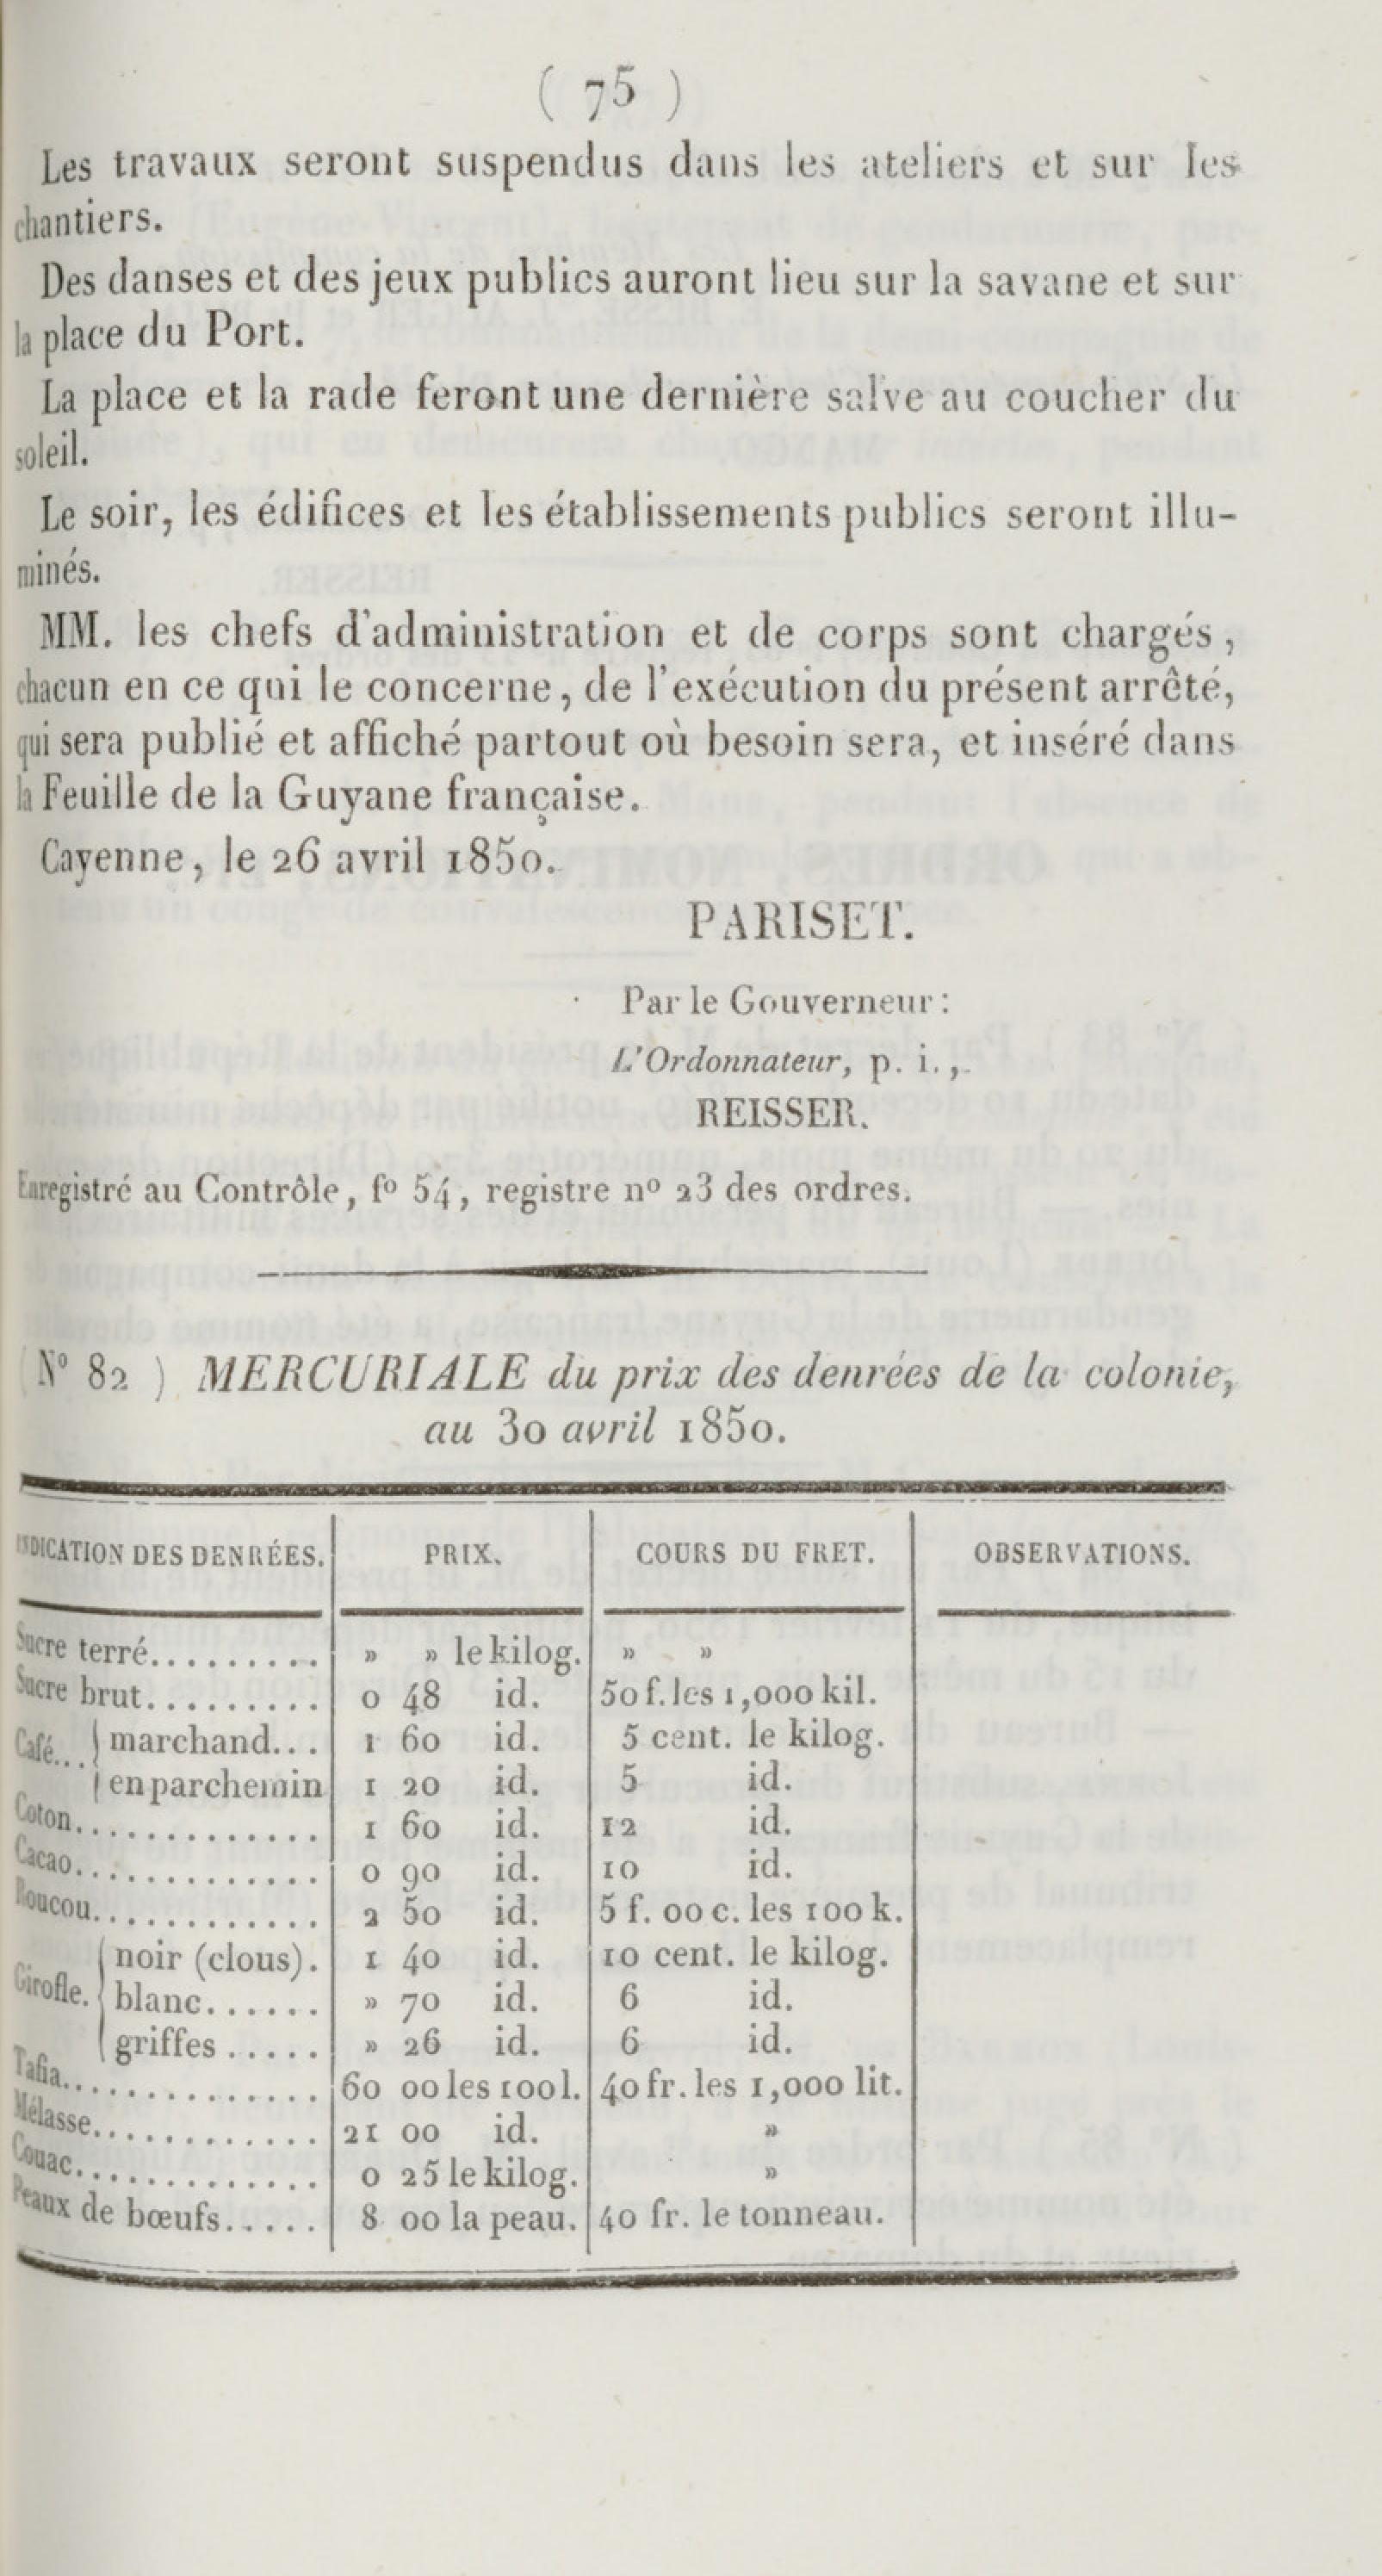 ( 75 )
Les travaux seront suspendus dans les ateliers et sur les
chantiers.
Des danses et des jeux publics auront lieu sur la savane et sur
la place du Port.
La place et la rade feront une dernière salve au coucher du
soleil.
Le soir, les édifices et les établissements publics seront illu-
minés.
MM. les chefs d'administration et de corps sont chargés,
chacun en ce qui le concerne, de l'exécution du présent arrêté,
qui sera publié et affiché partout où besoin sera, et inséré dans
la Feuille de la Guyane française.
Cayenne, le 26 avril 1850.
PARISET.
Par le Gouverneur:
L'Ordonnateur, p. i.,
REISSER.
Enregistré au Contrôle, fº 54, registre nº 23 des ordres.
(Nº 82 ) MERCURIALE du prix des denrées de la colonie,
au 30 avril 1850.
INDICATION DES DENRÉES. PRIX. COURS DU FRET. OBSERVATIONS.
Sucre terré.......... » » le kilog. » »
Sucre brut.......... 0 48 id. 50 f. les 1,000 kil.
Café... marchand... 1 60 id. 5 cent. le kilog.
en parchemin 1 20 id. 5 id.
Coton.............. 1 60 id. 12 id.
Cacao.............. 0 90 id. 10 id.
Roucou............. 2 50 id. 5 f. 00 c. les 100 k.
Girofle. noir (clous). 1 40 id. 10 cent. le kilog.
blanc...... » 70 id. 6 id.
griffes..... » 26 id. 6 id.
Tafia............... 60 00 les 100 l. 40 fr. les 1,000 lit.
Mélasse............. 21 00 id. »
Couac.............. 0 25 le kilog. »
Peaux de bœufs..... 8 00 la peau. 40 fr. le tonneau.